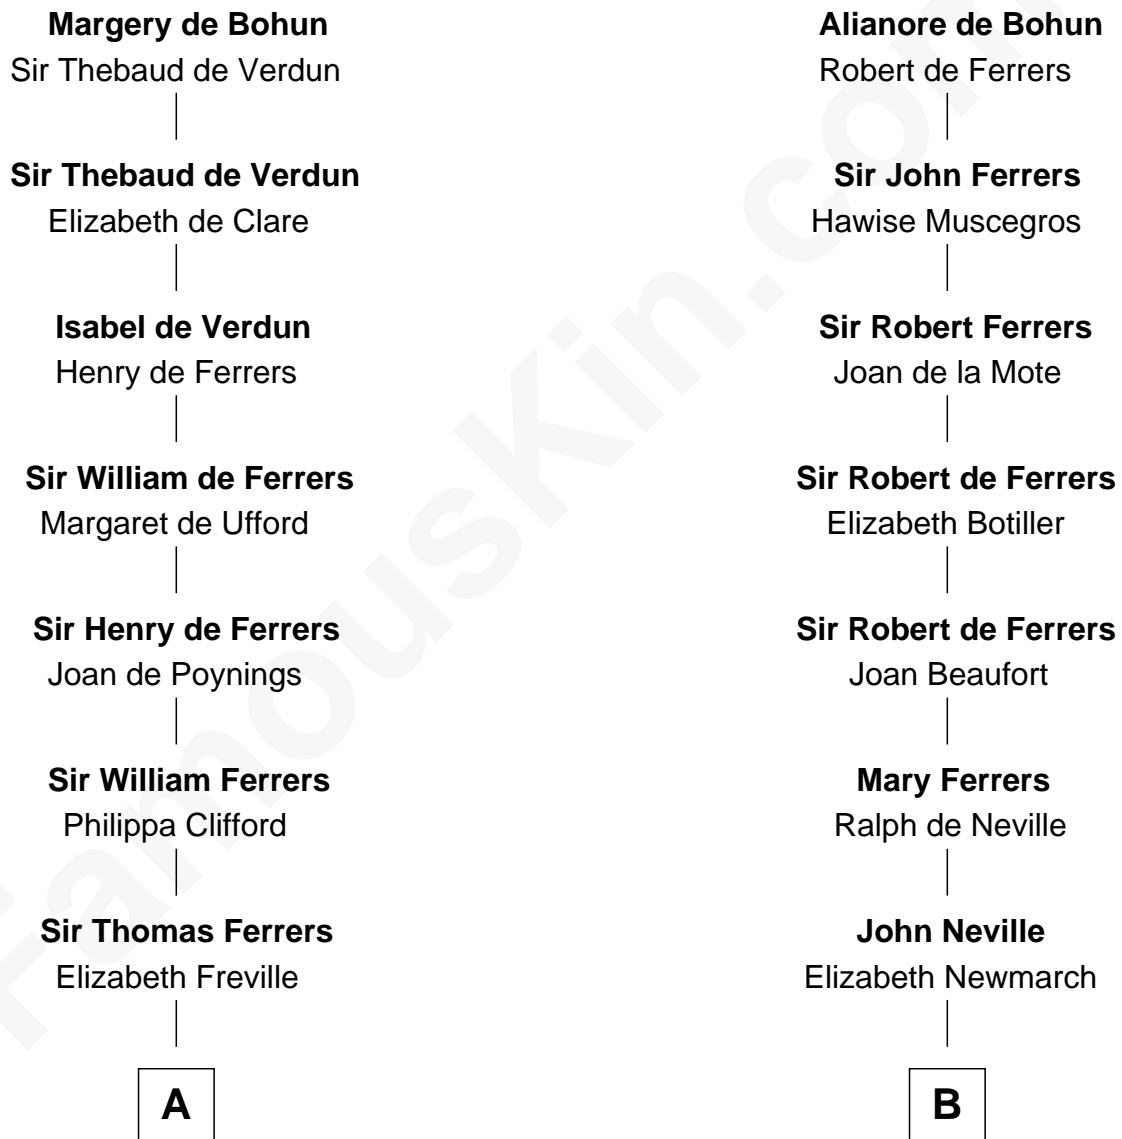 Margery de Bohun
Sir Thebaud de Verdun
Sir Thebaud de Verdun
Elizabeth de Clare
Isabel de Verdun
Henry de Ferrers
Sir William de Ferrers
Margaret de Ufford
Sir Henry de Ferrers
Joan de Poynings
Sir William Ferrers
Philippa Clifford
Sir Thomas Ferrers
Elizabeth Freville
A
Alianore de Bohun
Robert de Ferrers
Sir John Ferrers
Hawise Muscegros
Sir Robert Ferrers
Joan de la Mote
Sir Robert de Ferrers
Elizabeth Botiller
Sir Robert de Ferrers
Joan Beaufort
Mary Ferrers
Ralph de Neville
John Neville
Elizabeth Newmarch
B
FamousKin.com